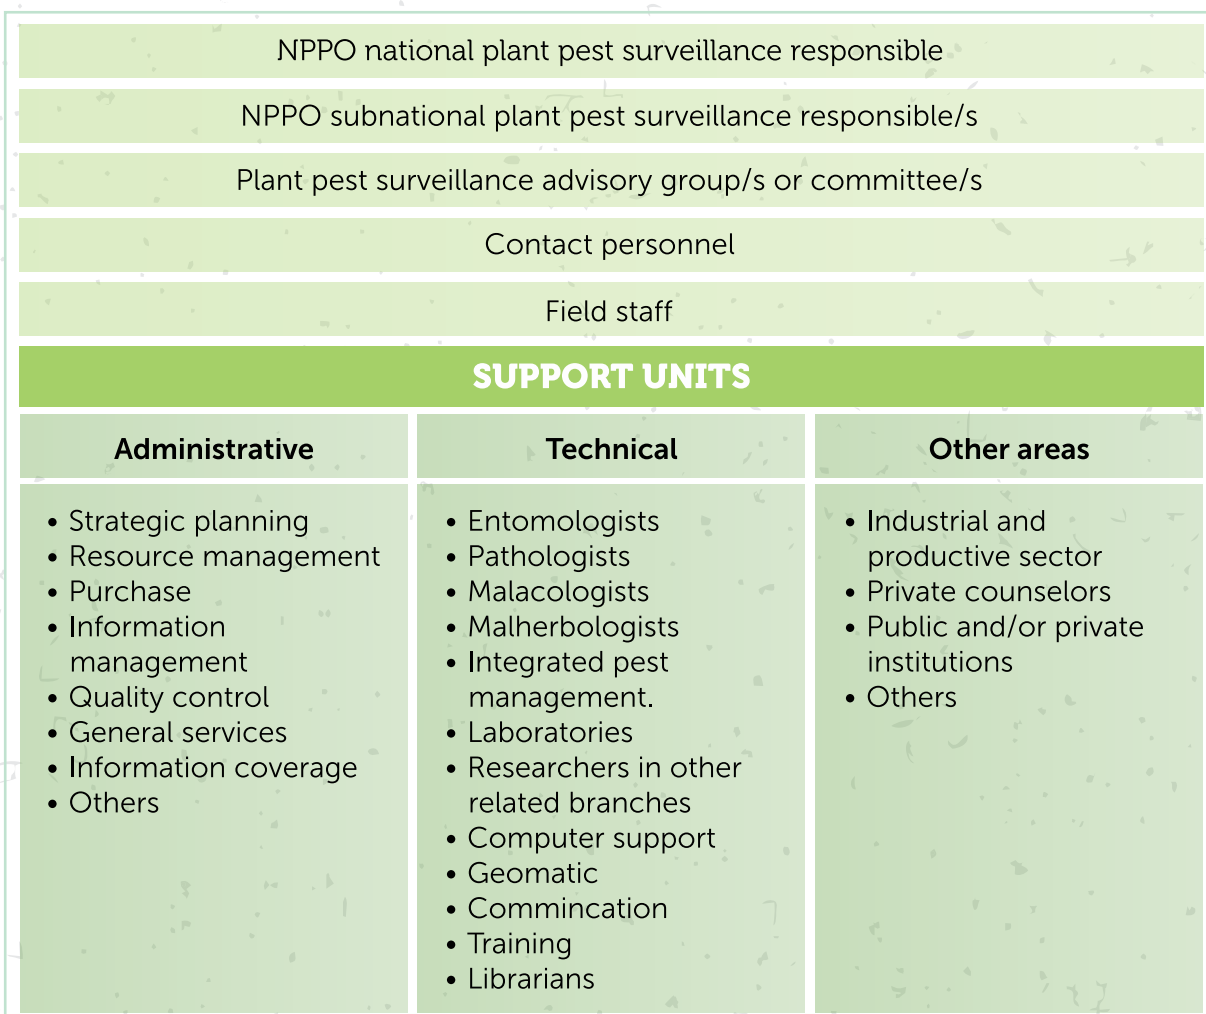 NPPO national plant pest surveillance responsible
NPPO subnational plant pest surveillance responsible/s
Plant pest surveillance advisory group/s or committee/s
Contact personnel
Field staff
SUPPORT UNITS
Administrative
• Strategic planning
• Resource management
• Purchase
• Information
management
• Quality control
• General services
• Information coverage
• Others
Technical
• Entomologists
• Pathologists
• Malacologists
• Malherbologists
• Integrated pest
management.
• Laboratories
• Researchers in other
related branches
• Computer support
• Geomatic
• Commincation
• Training
• Librarians
Other areas
• Industrial and
productive sector
• Private counselors
• Public and/or private
institutions
• Others